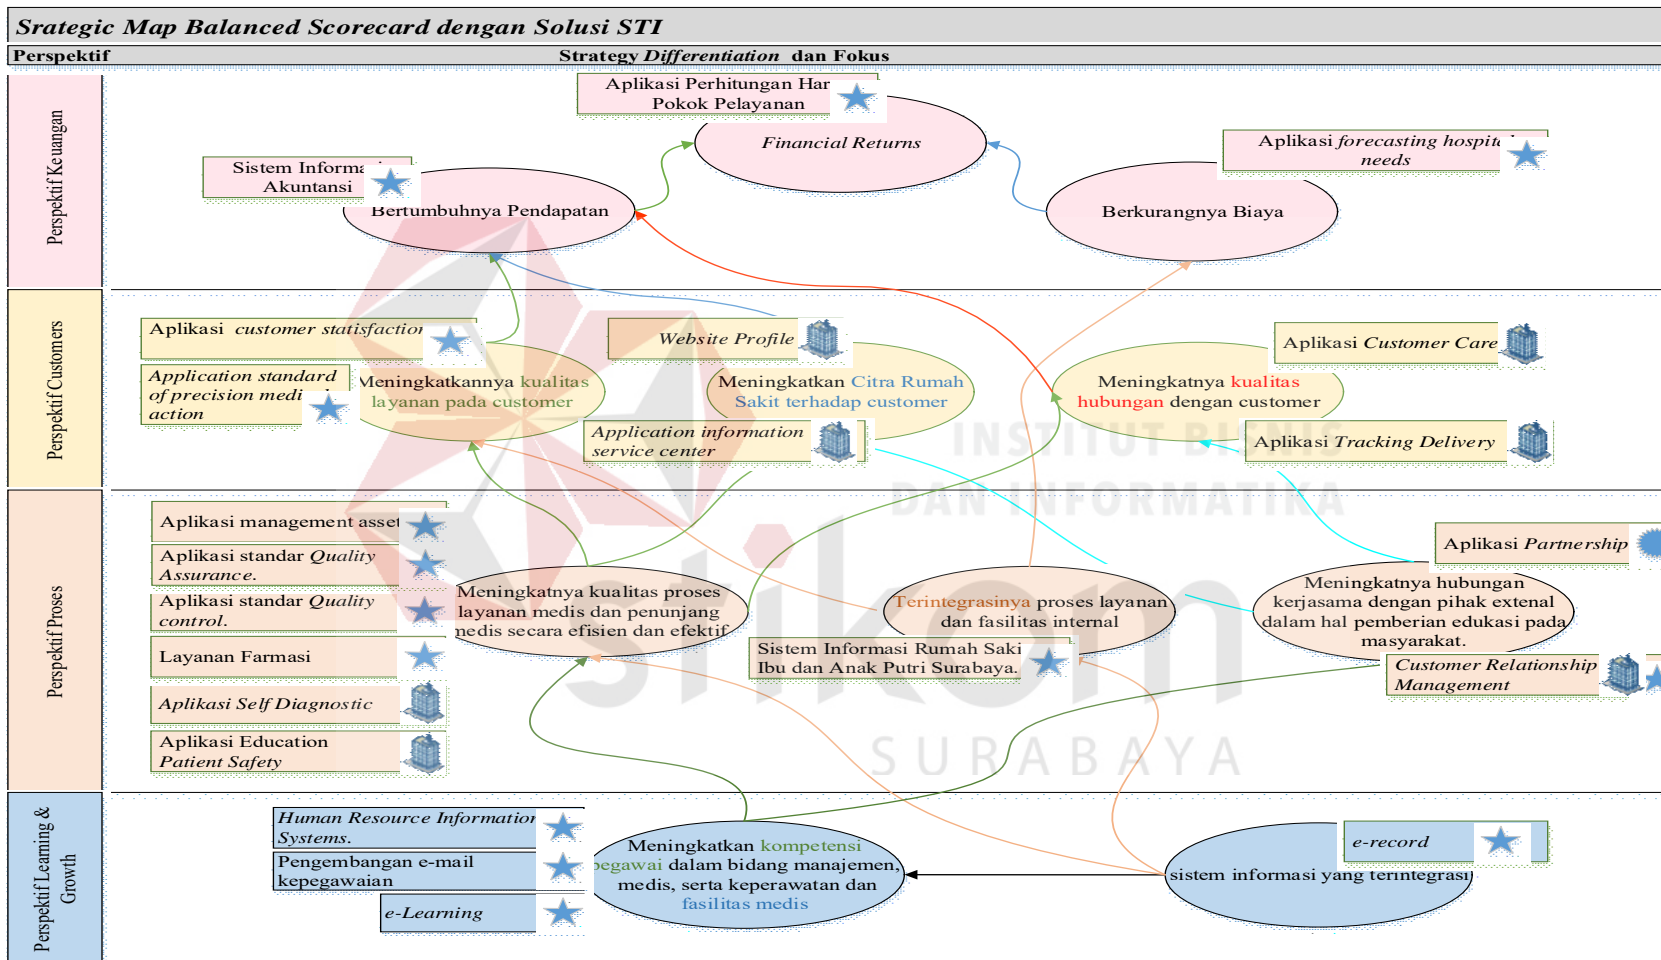 Srategic Map Balanced Scorecard dengan Solusi STI
Perspektif
Strategy Differentiation dan Fokus
Perspektif Keuangan
Aplikasi Perhitungan Har
Pokok Pelayanan
Financial Returns
Sistem Informa
Akuntansi
Bertumbuhnya Pendapatan
Aplikasi forecasting hospita
needs
Berkurangnya Biaya
Perspektif Customers
Aplikasi customer statisfaction
Application standard
of precision medi
action
Meningkatkannya kualitas
layanan pada customer
Website Profile
Meningkatkan Citra Rumah
Sakit terhadap customer
Application information
service center
Meningkatnya kualitas
hubungan dengan customer
Aplikasi Customer Care
Aplikasi Tracking Delivery
INSTITUT BISNIS
DAN INFORMATIKA
stikom
SURABAYA
Perspektif Proses
Aplikasi management asset
Aplikasi standar Quality
Assurance.
Aplikasi standar Quality
control.
Layanan Farmasi
Aplikasi Self Diagnostic
Aplikasi Education
Patient Safety
Meningkatnya kualitas proses
layanan medis dan penunjang
medis secara efisien dan efektif
Terintegrasinya proses layanan
dan fasilitas internal
Sistem Informasi Rumah Saki
Ibu dan Anak Putri Surabaya.
Aplikasi Partnership
Meningkatnya hubungan
kerjasama dengan pihak extenal
dalam hal pemberian edukasi pada
masyarakat.
Customer Relationship
Management
Perspektif Learning &
Growth
Human Resource Information
Systems.
Pengembangan e-mail
kepegawaian
e-Learning
Meningkatkan kompetensi
pegawai dalam bidang manajemen,
medis, serta keperawatan dan
fasilitas medis
e-record
sistem informasi yang terintegrasi